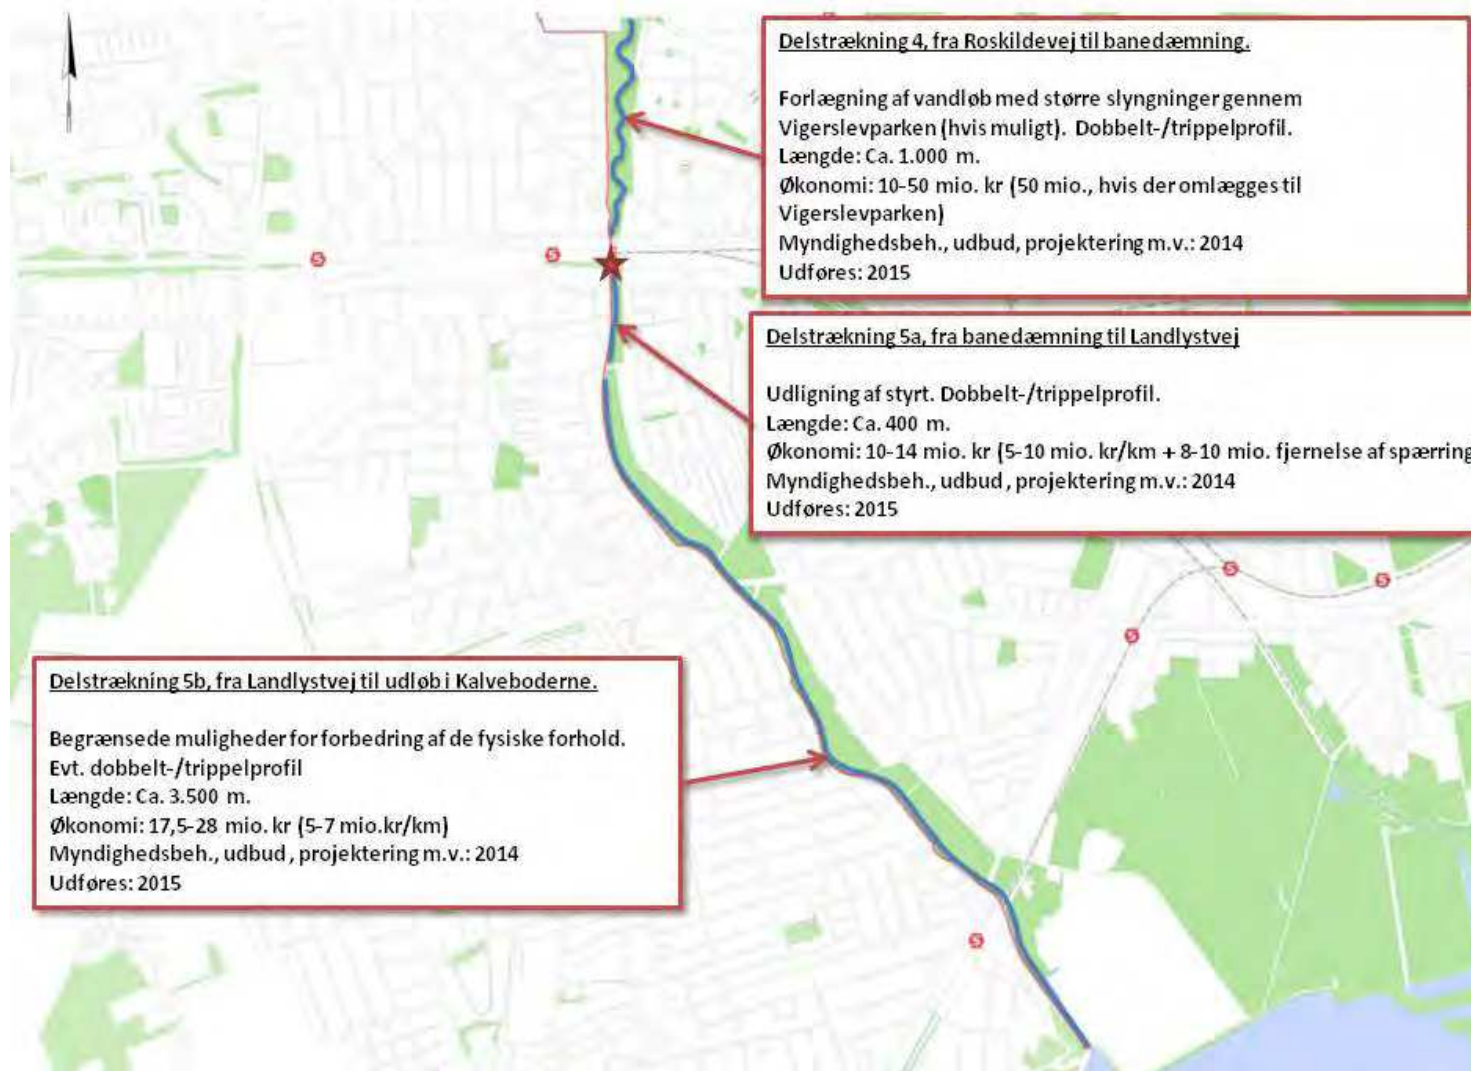 Delstrækning 4, fra Roskildevej til banedæmning.
Forlægning af vandløb med større slyngninger gennem
Vigerslevparken (hvis muligt). Dobbelt-/trippelprofil.
Længde: Ca. 1.000 m.
Økonomi: 10-50 mio. kr (50 mio., hvis der omlægges til
Vigerslevparken)
Myndighedsbeh., udbud, projektering m.v.: 2014
Udføres: 2015
Delstrækning 5a, fra banedæmning til Landlystvej
Udligning af styrt. Dobbelt-/trippelprofil.
Længde: Ca. 400 m.
Økonomi: 10-14 mio. kr (5-10 mio. kr/km + 8-10 mio. fjernelse af spærring
Myndighedsbeh., udbud, projektering m.v.: 2014
Udføres: 2015
Delstrækning 5b, fra Landlystvej til udløb i Kalveboderne.
Begrænsede muligheder for forbedring af de fysiske forhold.
Evt. dobbelt-/trippelprofil
Længde: Ca. 3.500 m.
Økonomi: 17,5-28 mio. kr (5-7 mio.kr/km)
Myndighedsbeh., udbud, projektering m.v.: 2014
Udføres: 2015